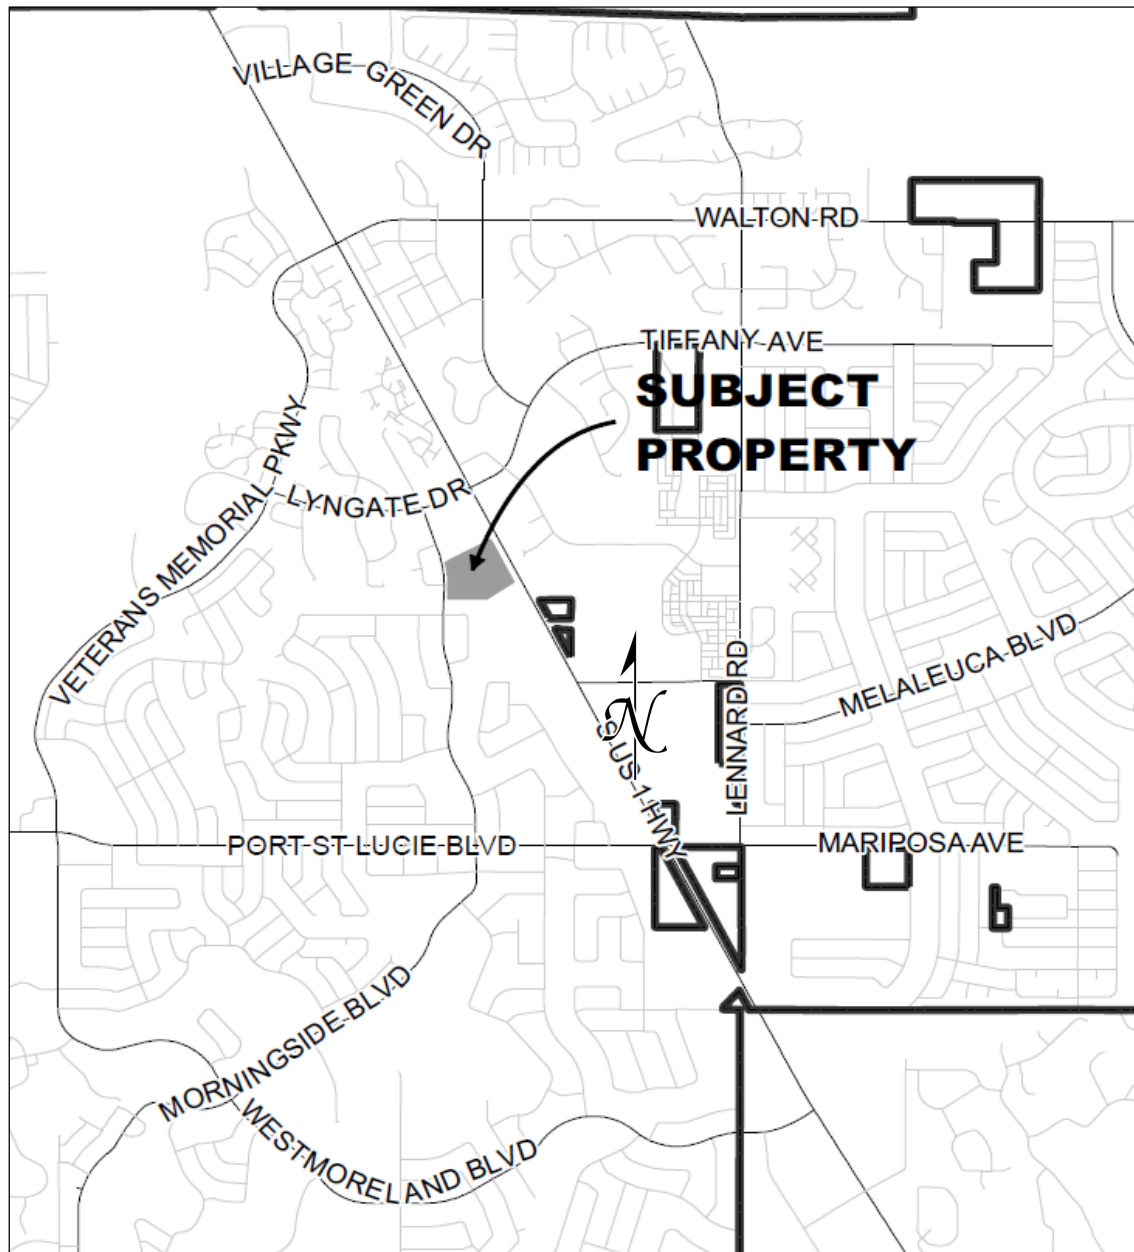 VILLAGE GREEN DR
WALTON RD
TIFFANY AVE
SUBJECT
PROPERTY
VETERANS MEMORIAL PKWY
LYNGATE DR
MELALEUCA BLVD
LENNARD RD
N
S US 1 HWY
PORT ST LUCIE BLVD
MARIPOSA AVE
MORNINGSIDE BLVD
WESTMORELAND BLVD